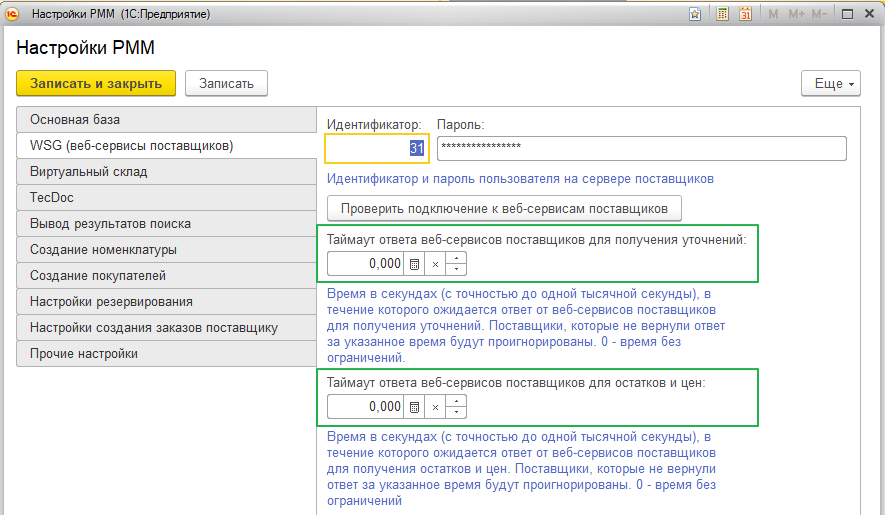 Настройки РММ (1С:Предприятие)
M M+ M-
Настройки РММ
Записать и закрыть Записать Еще
Основная база
WSG (веб-сервисы поставщиков)
Виртуальный склад
TecDoc
Вывод результатов поиска
Создание номенклатуры
Создание покупателей
Настройки резервирования
Настройки создания заказов поставщику
Прочие настройки
Идентификатор: Пароль:
31 ****************
Идентификатор и пароль пользователя на сервере поставщиков
Проверить подключение к веб-сервисам поставщиков
Таймаут ответа веб-сервисов поставщиков для получения уточнений:
0,000
Время в секундах (с точностью до одной тысячной секунды), в
течение которого ожидается ответ от веб-сервисов поставщиков
для получения уточнений. Поставщики, которые не вернули ответ
за указанное время будут проигнорированы. 0 - время без
ограничений.
Таймаут ответа веб-сервисов поставщиков для остатков и цен:
0,000
Время в секундах (с точностью до одной тысячной секунды), в
течение которого ожидается ответ от веб-сервисов поставщиков
для получения остатков и цен. Поставщики, которые не вернули
ответ за указанное время будут проигнорированы. 0 - время без
ограничений